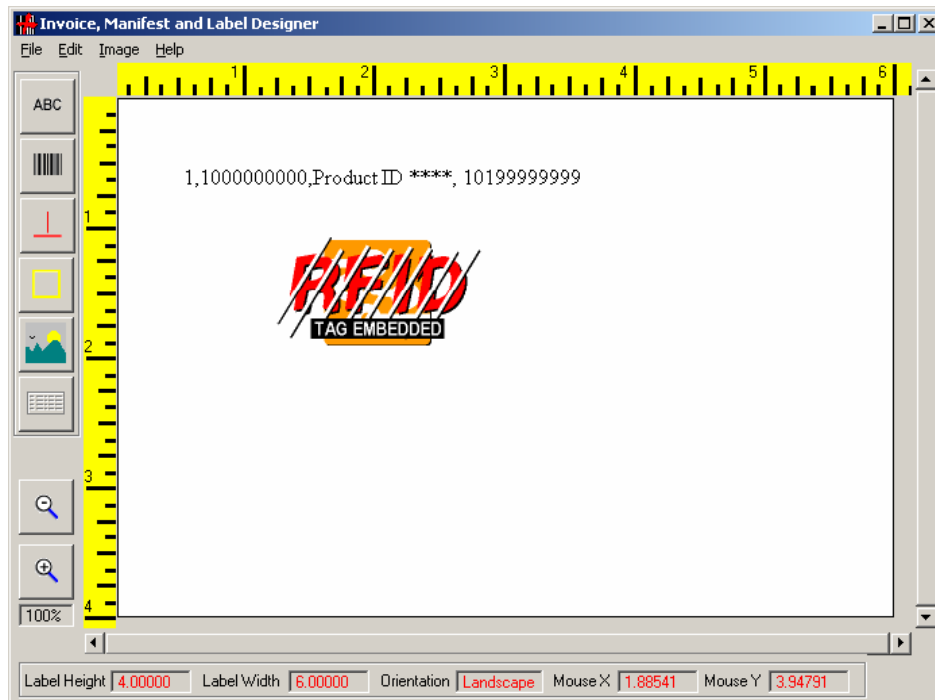 Invoice, Manifest and Label Designer
File Edit Image Help
1 2 3 4 5 6
ABC
1,1000000000,Product ID ****, 10199999999
1
RFID
TAG EMBEDDED
2
3
4
100%
Label Height 4.00000 Label Width 6.00000 Orientation Landscape Mouse X 1.88541 Mouse Y 3.94791